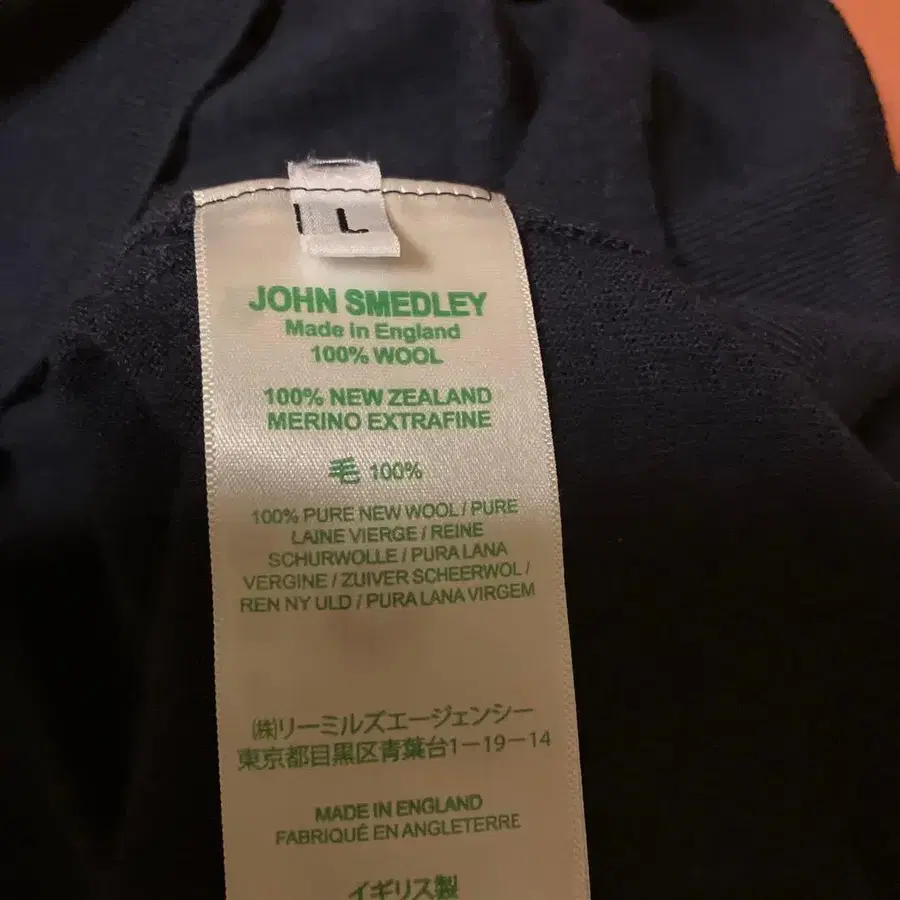 L
JOHN SMEDLEY
Made in England
100% WOOL
100% NEW ZEALAND
MERINO EXTRAFINE
毛 100%
100% PURE NEW WOOL / PURE
LAINE VIERGE / REINE
SCHURWOLLE / PURA LANA
VERGINE / ZUIVER SCHEERWOL /
REN NY ULD / PURA LANA VIRGEM
㈱リーミルズエージェンシー
東京都目黒区青葉台1-19-14
MADE IN ENGLAND
FABRIQUÉ EN ANGLETERRE
イギリス製